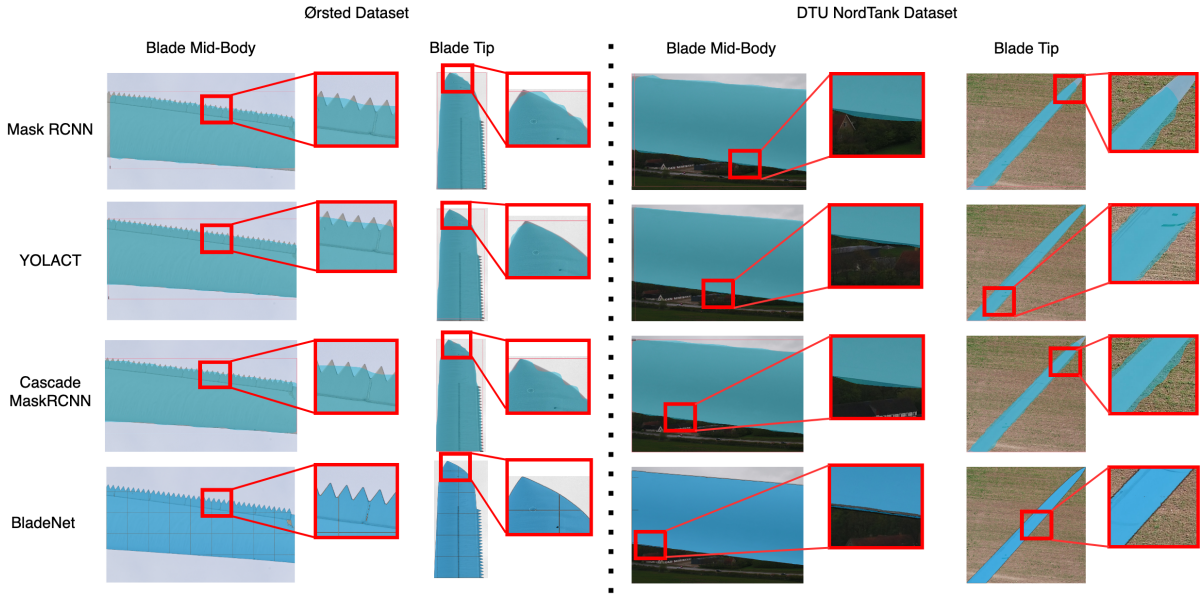 Ørsted Dataset
DTU NordTank Dataset
Blade Mid-Body
Blade Tip
Blade Mid-Body
Blade Tip
Mask RCNN
YOLACT
Cascade
MaskRCNN
BladeNet